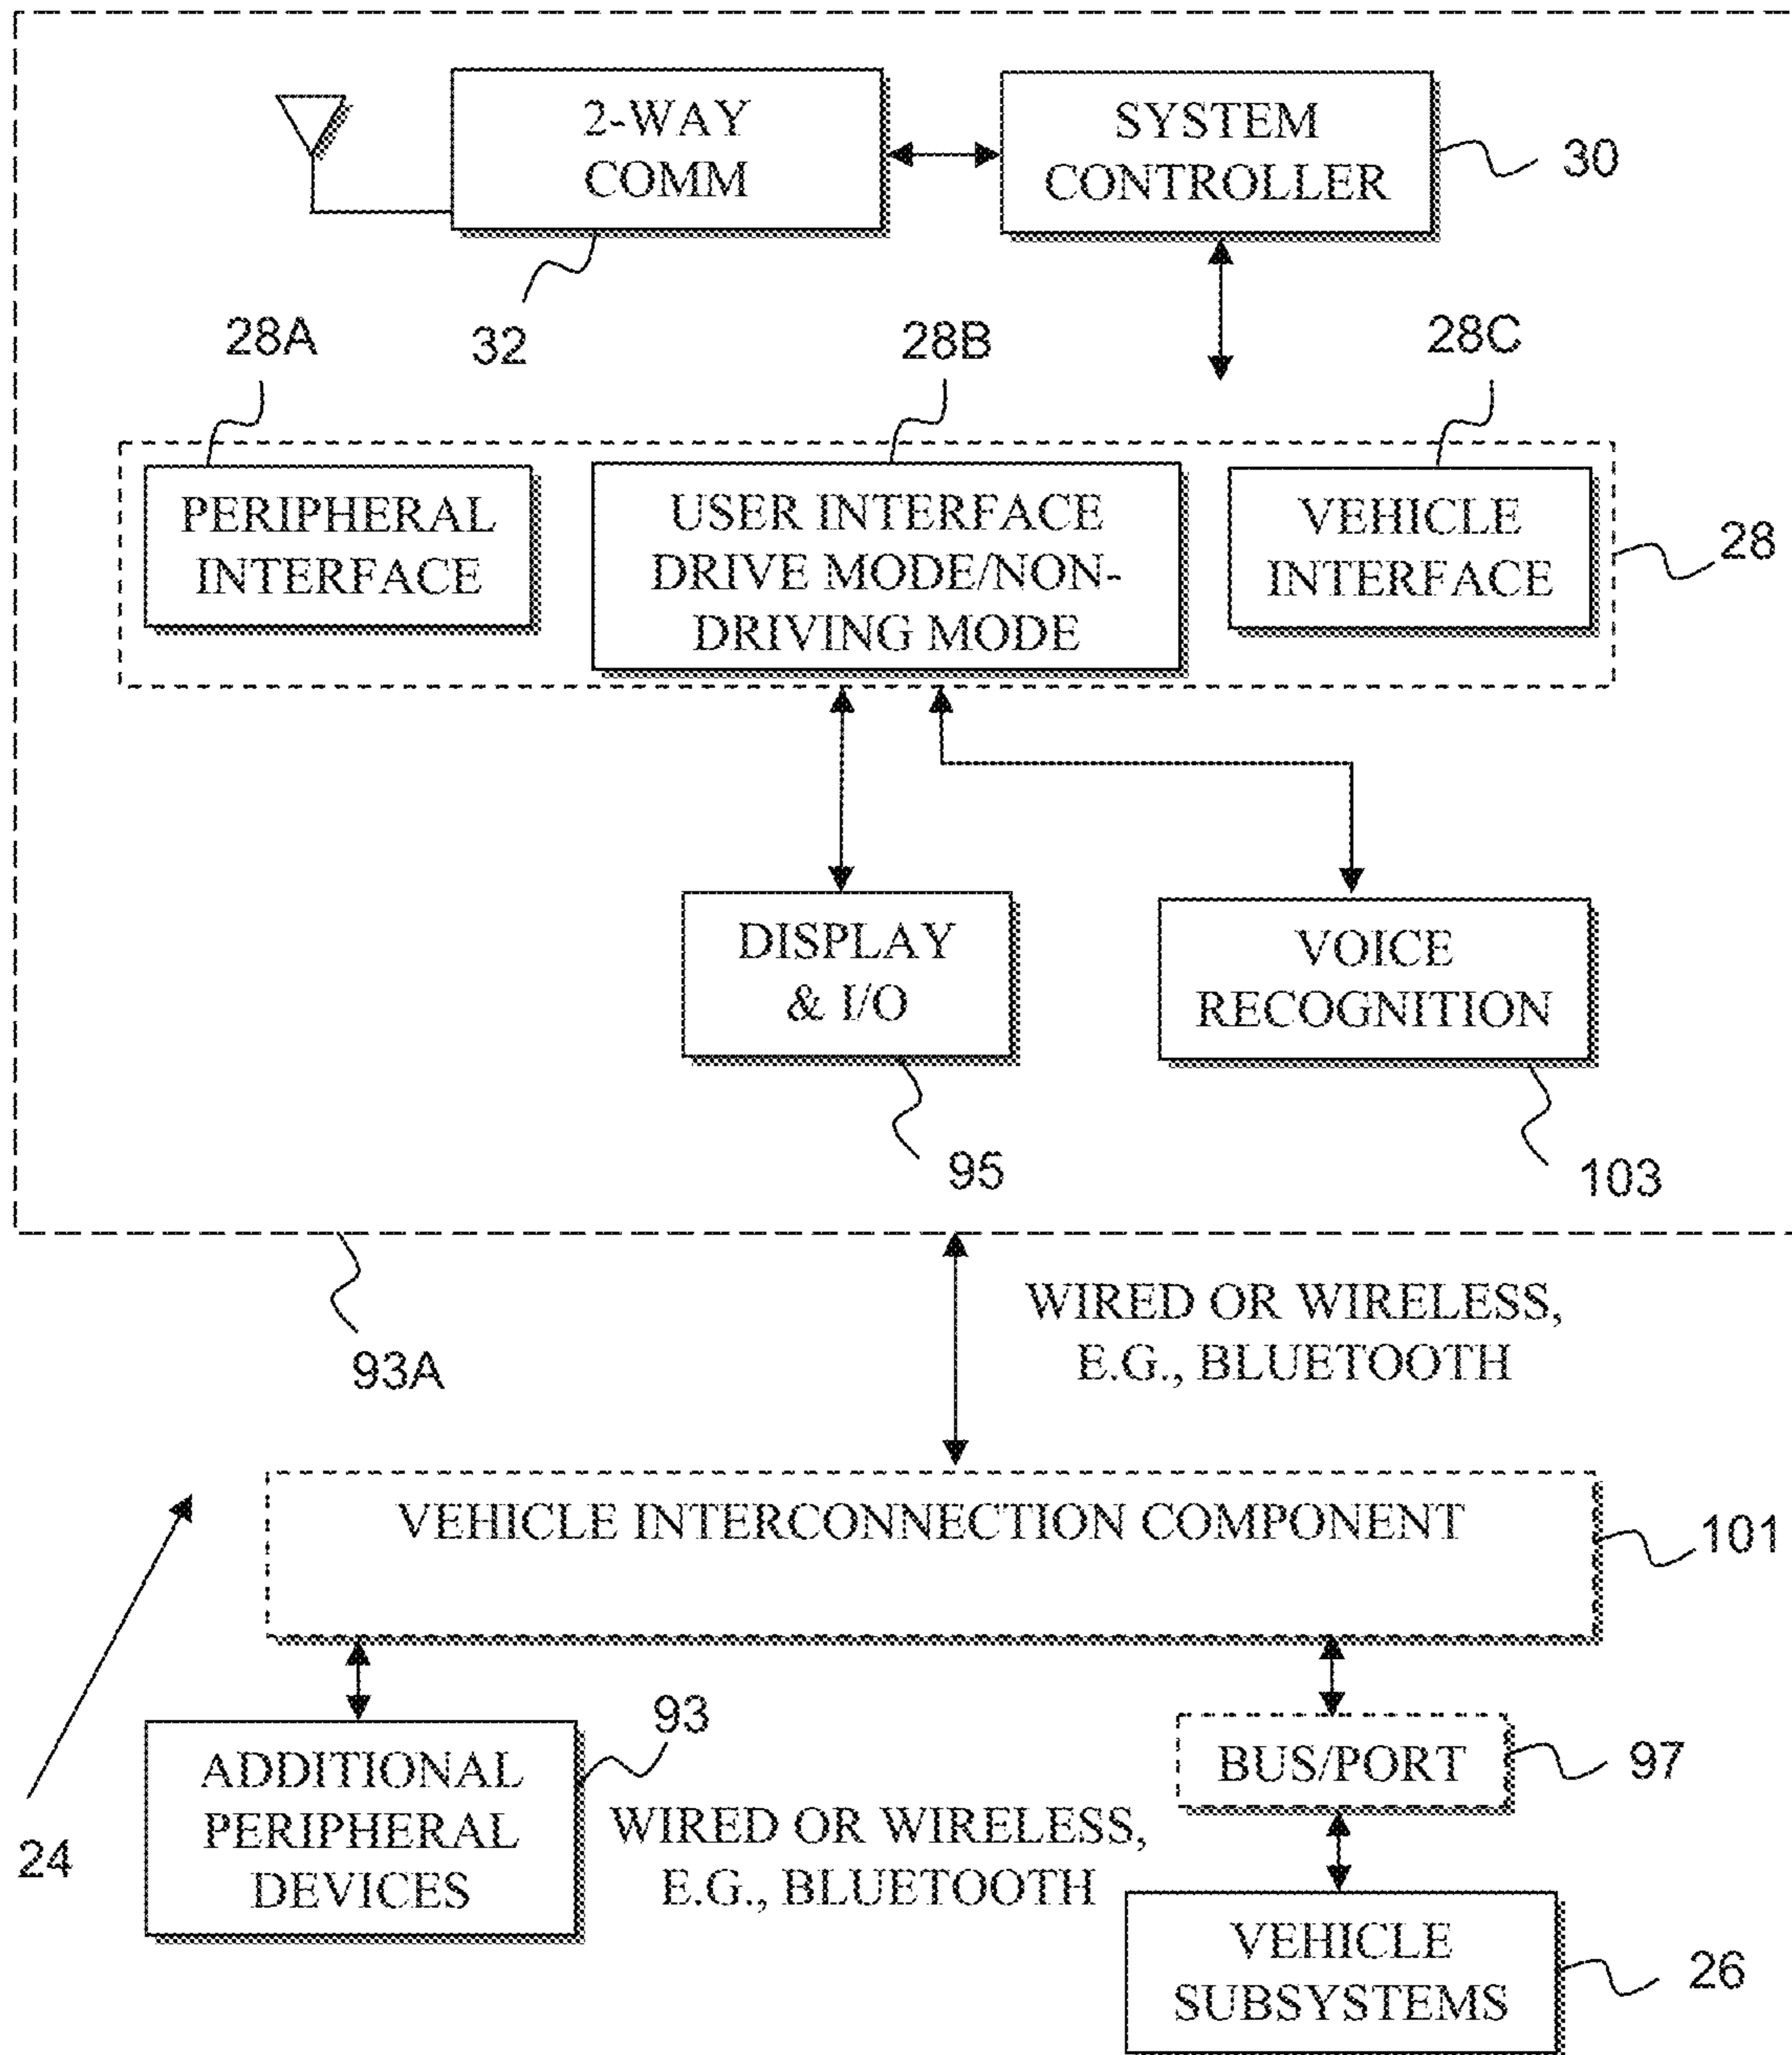 2-WAY
COMM
SYSTEM
CONTROLLER
30
32
28A
28B
28C
PERIPHERAL
INTERFACE
USER INTERFACE
DRIVE MODE/NON-
DRIVING MODE
VEHICLE
INTERFACE
28
DISPLAY
& I/O
VOICE
RECOGNITION
95
103
93A
WIRED OR WIRELESS,
E.G., BLUETOOTH
VEHICLE INTERCONNECTION COMPONENT
101
24
ADDITIONAL
PERIPHERAL
DEVICES
93
WIRED OR WIRELESS,
E.G., BLUETOOTH
BUS/PORT
97
VEHICLE
SUBSYSTEMS
26